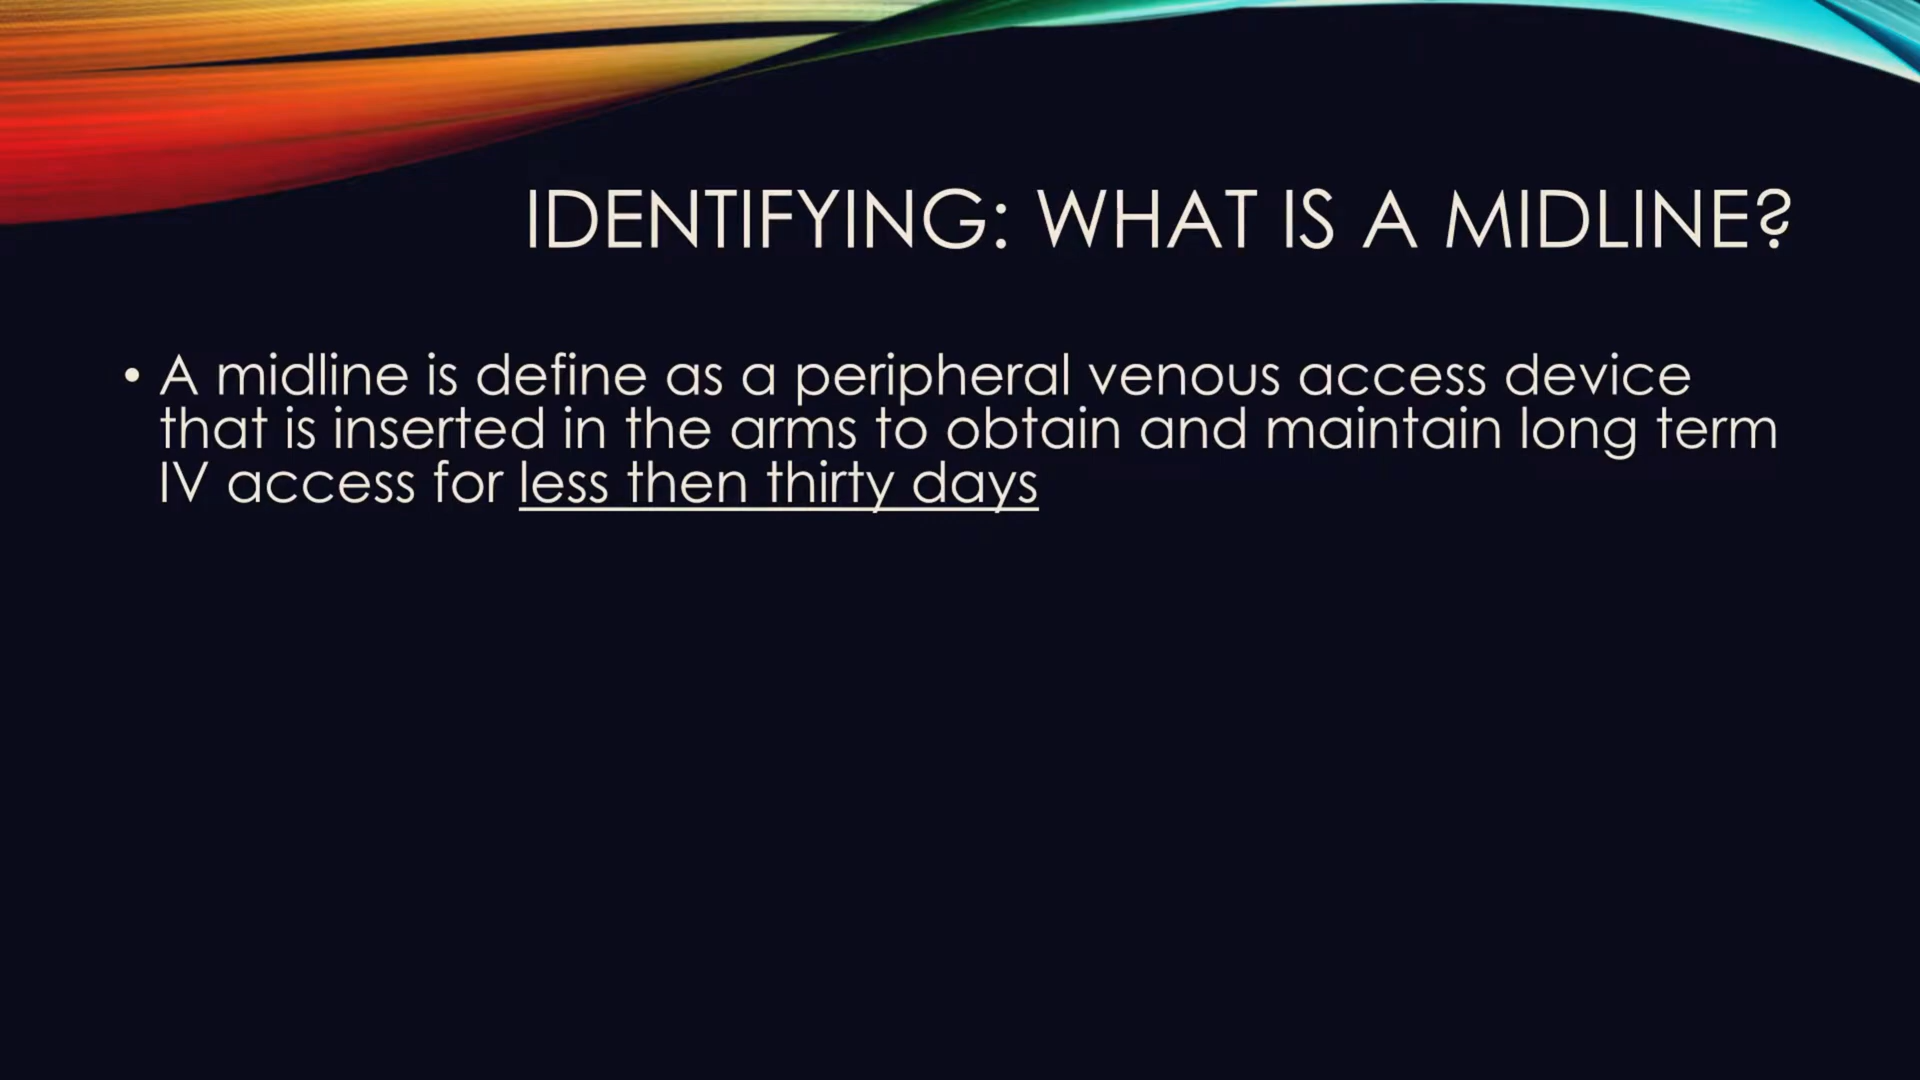 IDENTIFYING: WHAT IS A MIDLINE?
• A midline is define as a peripheral venous access device
that is inserted in the arms to obtain and maintain long term
IV access for less then thirty days